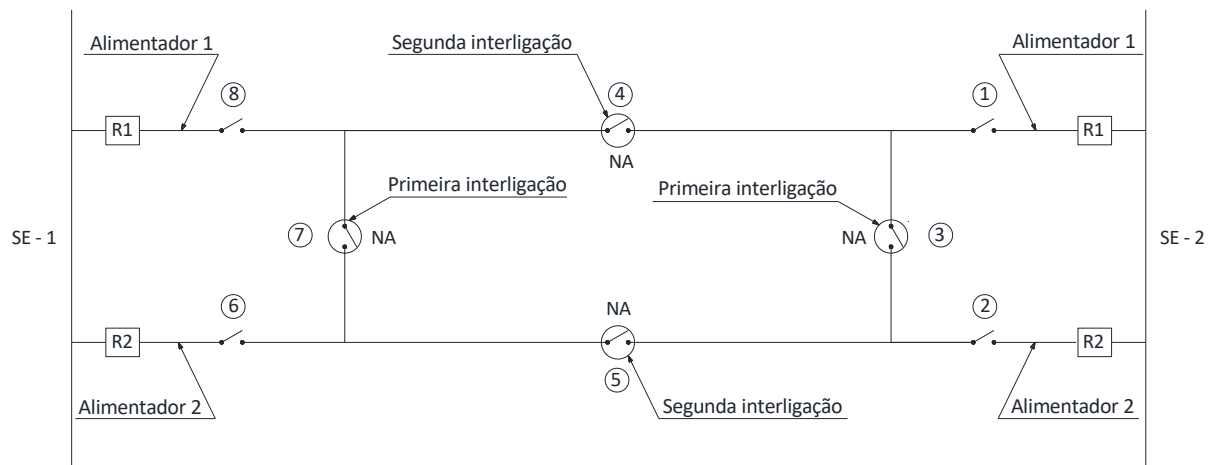 Alimentador 1
Segunda interligação
Alimentador 1
8
4
1
R1
R1
NA
Primeira interligação
Primeira interligação
SE - 1
7
NA
NA
3
SE - 2
6
NA
2
R2
R2
5
Alimentador 2
Segunda interligação
Alimentador 2